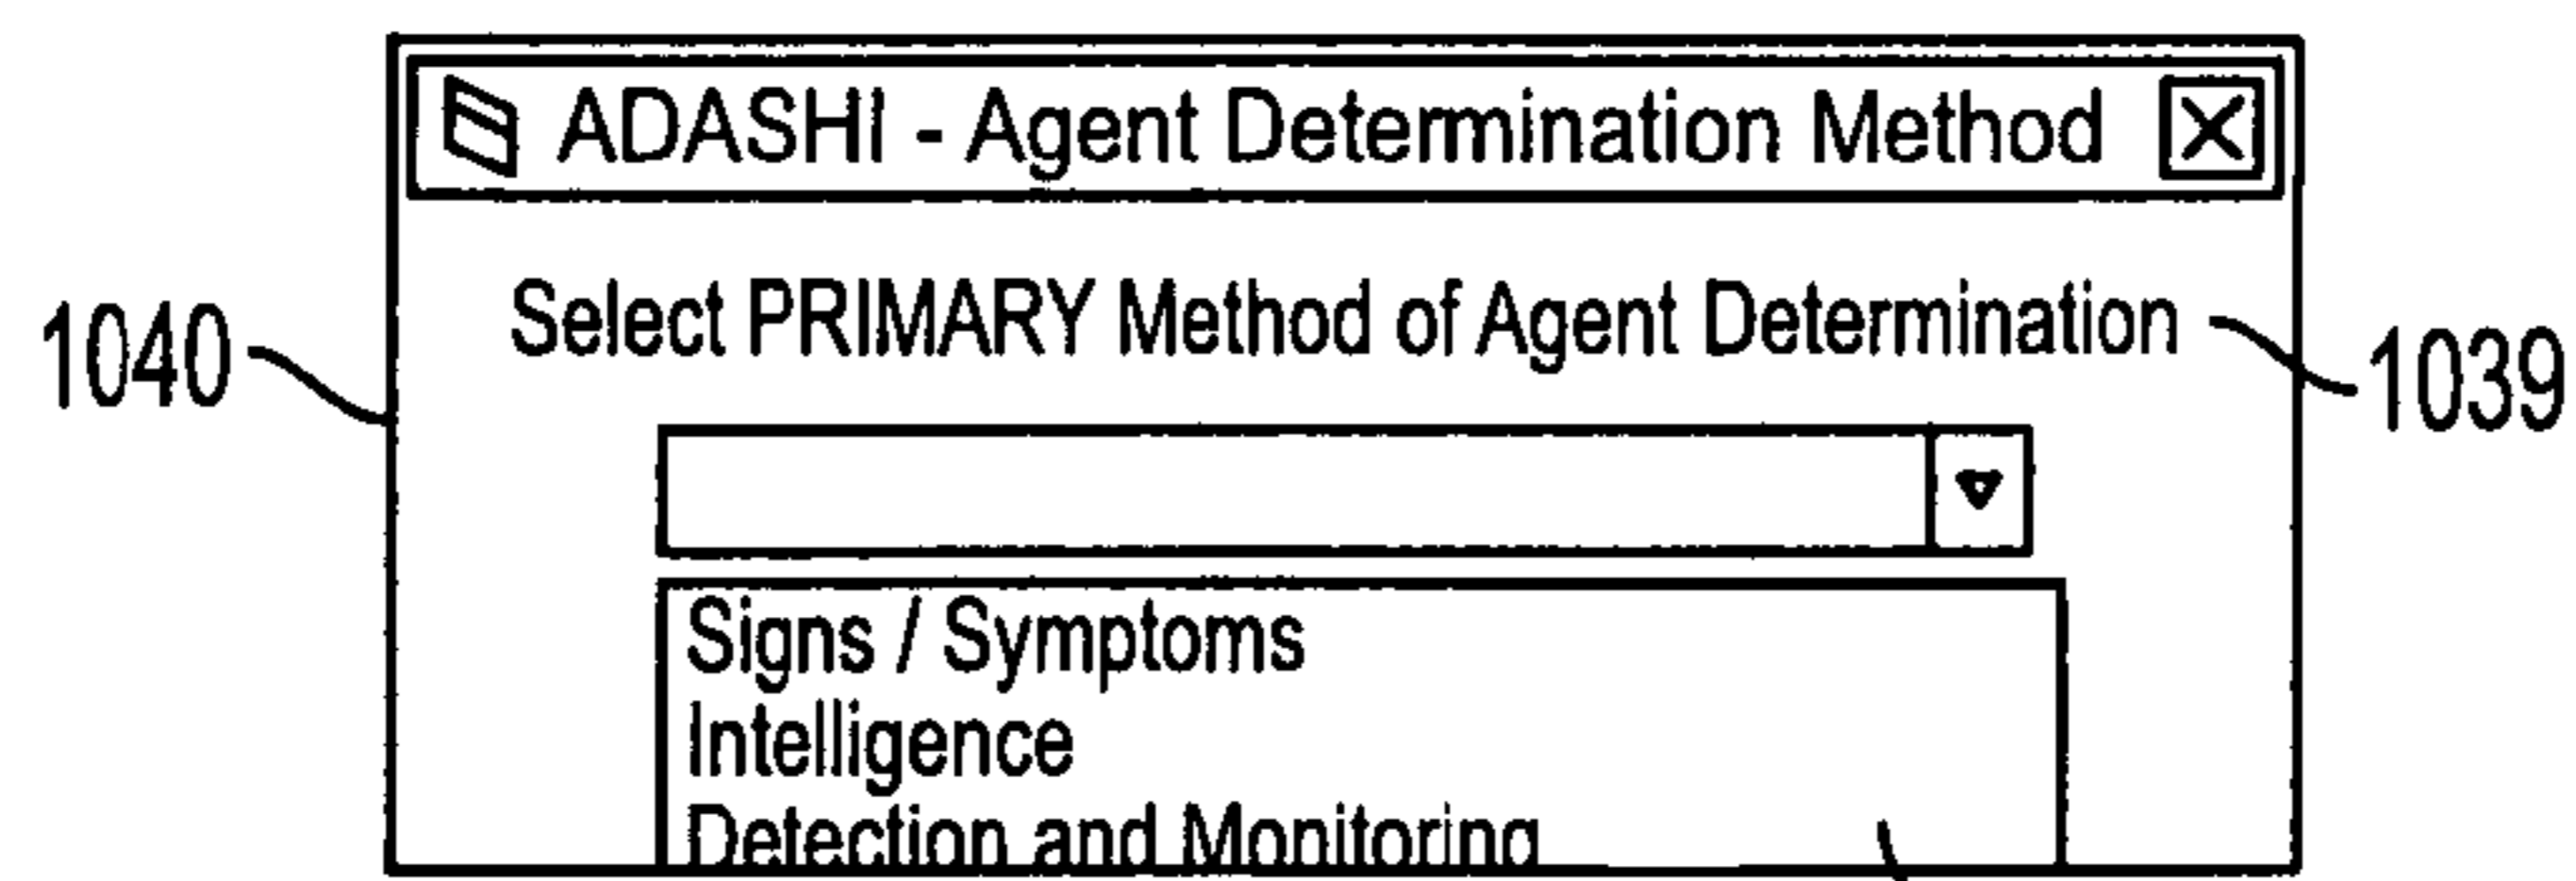 ADASHI - Agent Determination Method
Select PRIMARY Method of Agent Determination
1040
1039
Signs / Symptoms
Intelligence
Detection and Monitoring